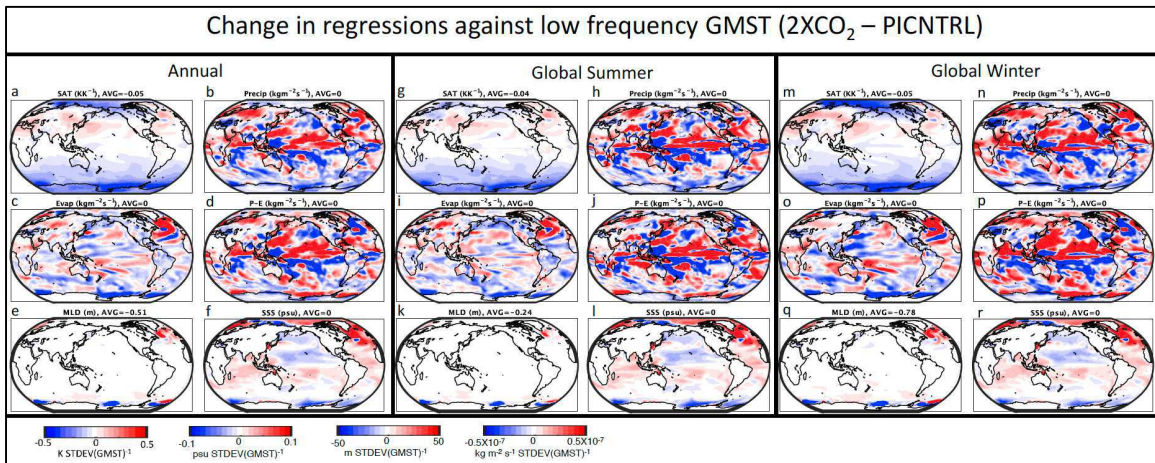 Change in regressions against low frequency GMST (2XCO₂ – PICNTRL)
Annual
Global Summer
Global Winter
a SAT (KK⁻¹), AVG=−0.05
b Precip (kgm⁻²s⁻¹), AVG=0
g SAT (KK⁻¹), AVG=−0.04
h Precip (kgm⁻²s⁻¹), AVG=0
m SAT (KK⁻¹), AVG=−0.05
n Precip (kgm⁻²s⁻¹), AVG=0
c Evap (kgm⁻²s⁻¹), AVG=0
d P−E (kgm⁻²s⁻¹), AVG=0
i Evap (kgm⁻²s⁻¹), AVG=0
j P−E (kgm⁻²s⁻¹), AVG=0
o Evap (kgm⁻²s⁻¹), AVG=0
p P−E (kgm⁻²s⁻¹), AVG=0
e MLD (m), AVG=−0.51
f SSS (psu), AVG=0
k MLD (m), AVG=−0.24
l SSS (psu), AVG=0
q MLD (m), AVG=−0.78
r SSS (psu), AVG=0
-0.5 0 0.5
K STDEV(GMST)⁻¹
-0.1 0 0.1
psu STDEV(GMST)⁻¹
-50 0 50
m STDEV(GMST)⁻¹
-0.5X10⁻⁷ 0 0.5X10⁻⁷
kg m⁻² s⁻¹ STDEV(GMST)⁻¹